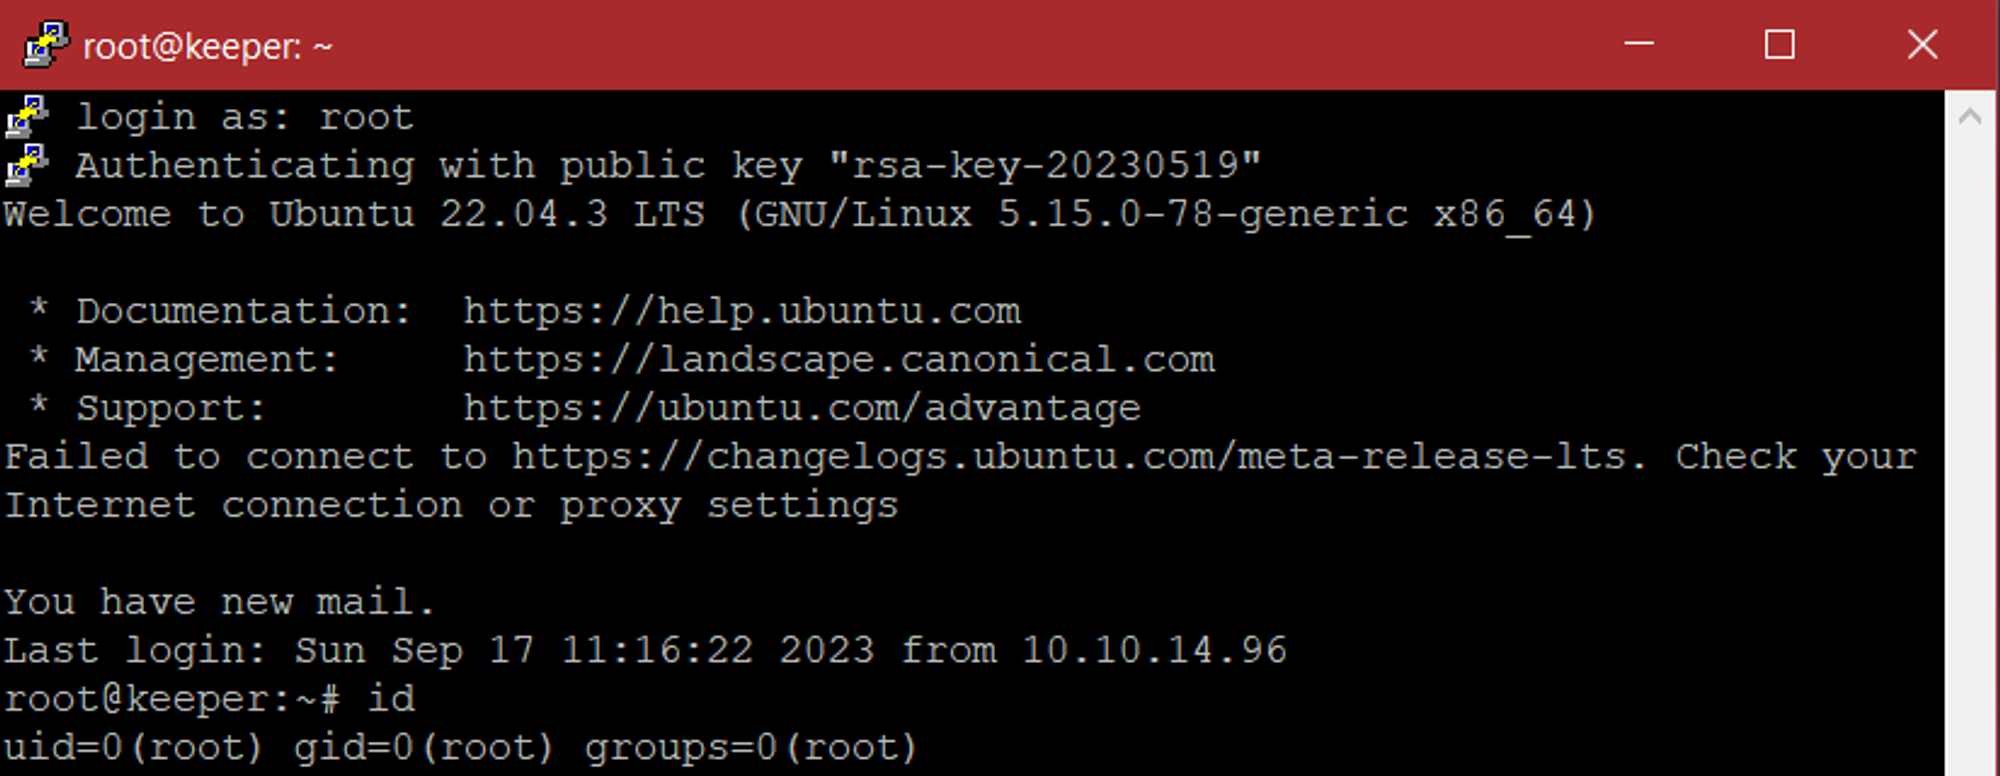 root@keeper: ~
login as: root
Authenticating with public key "rsa-key-20230519"
Welcome to Ubuntu 22.04.3 LTS (GNU/Linux 5.15.0-78-generic x86_64)
* Documentation:  https://help.ubuntu.com
* Management:     https://landscape.canonical.com
* Support:        https://ubuntu.com/advantage
Failed to connect to https://changelogs.ubuntu.com/meta-release-lts. Check your
Internet connection or proxy settings
You have new mail.
Last login: Sun Sep 17 11:16:22 2023 from 10.10.14.96
root@keeper:~# id
uid=0(root) gid=0(root) groups=0(root)